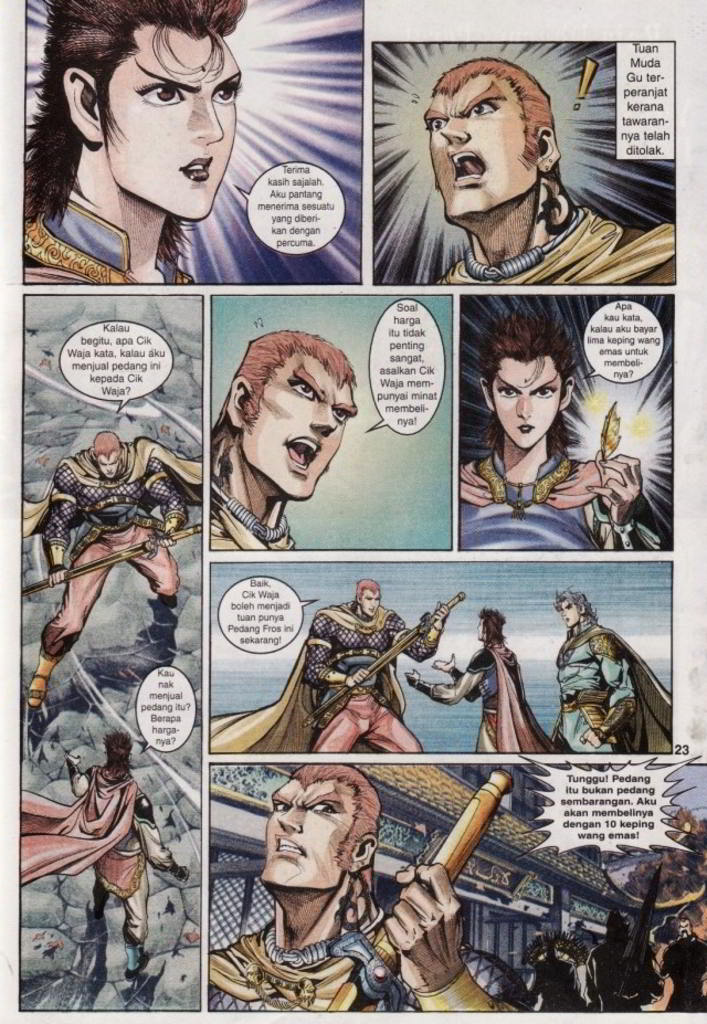 Terima
kasih sajalah.
Aku pantang
menerima sesuatu
yang diberi-
kan dengan
percuma.
Tuan
Muda
Gu ter-
peranjat
kerana
tawaran-
nya telah
ditolak.
Kalau
begitu, apa Cik
Waja kata, kalau aku
menjual pedang ini
kepada Cik
Waja?
Kau
nak
menjual
pedang itu?
Berapa
harga-
nya?
Soal
harga
itu tidak
penting
sangat,
asalkan Cik
Waja mem-
punyai minat
membeli-
nya!
Apa
kau kata,
kalau aku bayar
lima keping wang
emas untuk
membeli-
nya?
Baik,
Cik Waja
boleh menjadi
tuan punya
Pedang Fros ini
sekarang!
23
Tunggu! Pedang
itu bukan pedang
sembarangan. Aku
akan membelinya
dengan 10 keping
wang emas!